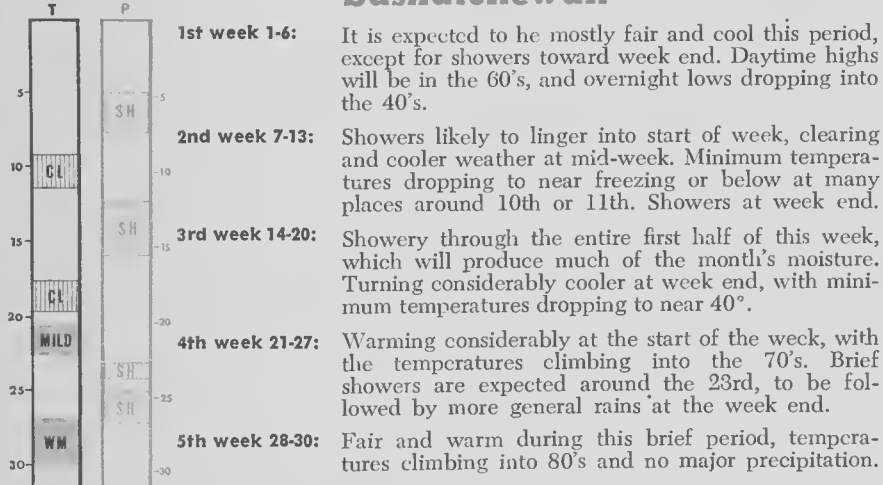 Saskatchewan
T P
1st week 1-6: It is expected to be mostly fair and cool this period,
except for showers toward week end. Daytime highs
will be in the 60's, and overnight lows dropping into
the 40's.
2nd week 7-13: Showers likely to linger into start of week, clearing
and cooler weather at mid-week. Minimum tempera-
tures dropping to near freezing or below at many
places around 10th or 11th. Showers at week end.
3rd week 14-20: Showery through the entire first half of this week,
which will produce much of the month's moisture.
Turning considerably cooler at week end, with mini-
mum temperatures dropping to near 40°.
4th week 21-27: Warming considerably at the start of the week, with
the temperatures climbing into the 70's. Brief
showers are expected around the 23rd, to be fol-
lowed by more general rains at the week end.
5th week 28-30: Fair and warm during this brief period, tempera-
tures climbing into 80's and no major precipitation.
5-
10-
CL
15-
CL
20-
MILD
25-
WM
30-
-5
SH
-10
SH
-15
-20
SH
-25
SH
-30